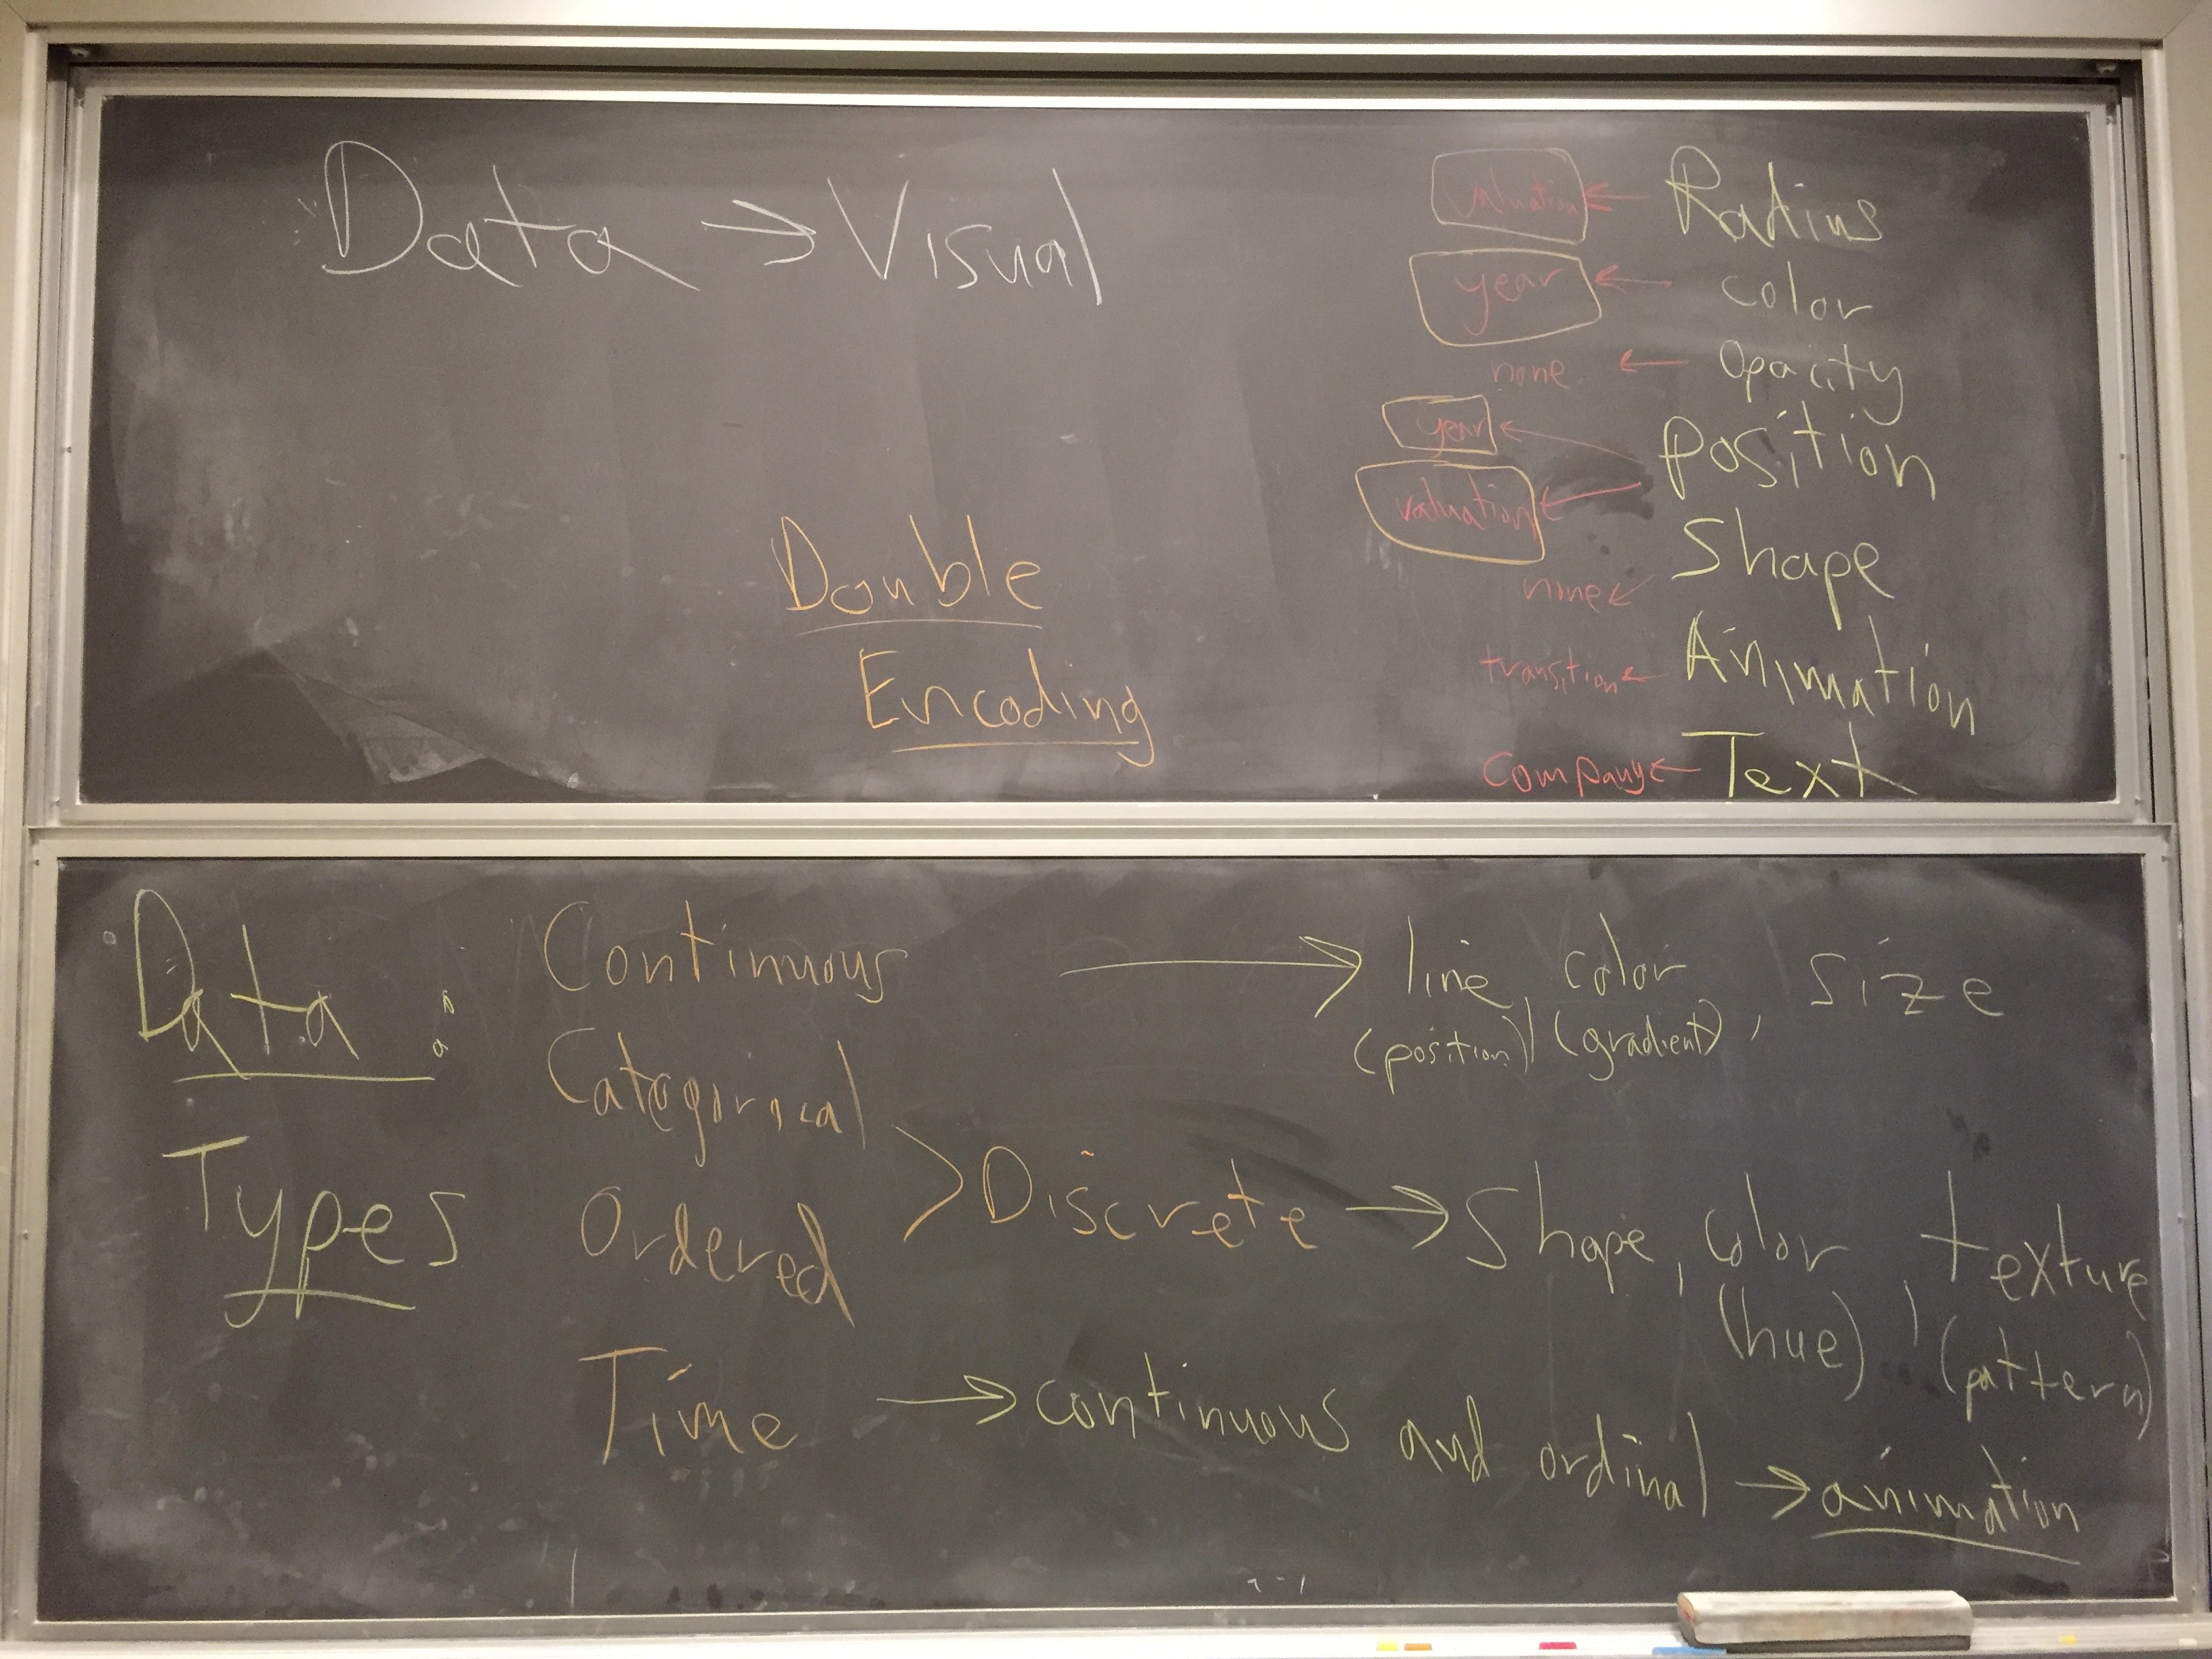 Data → Visual
valuation ← Radius
year ← color
none ← opacity
year ← position
valuation ←
none ← Shape
transition ← Animation
Company ← Text
Double
Encoding
Data : Types
Continuous → line (position), color (gradient), size
Categorical
Ordered
> Discrete → Shape, color (hue), texture (pattern)
Time → continuous and ordinal → animation